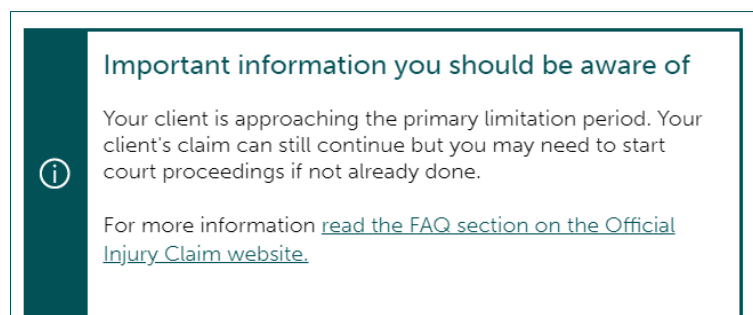 Important information you should be aware of
Your client is approaching the primary limitation period. Your
client's claim can still continue but you may need to start
court proceedings if not already done.
For more information read the FAQ section on the Official
Injury Claim website.